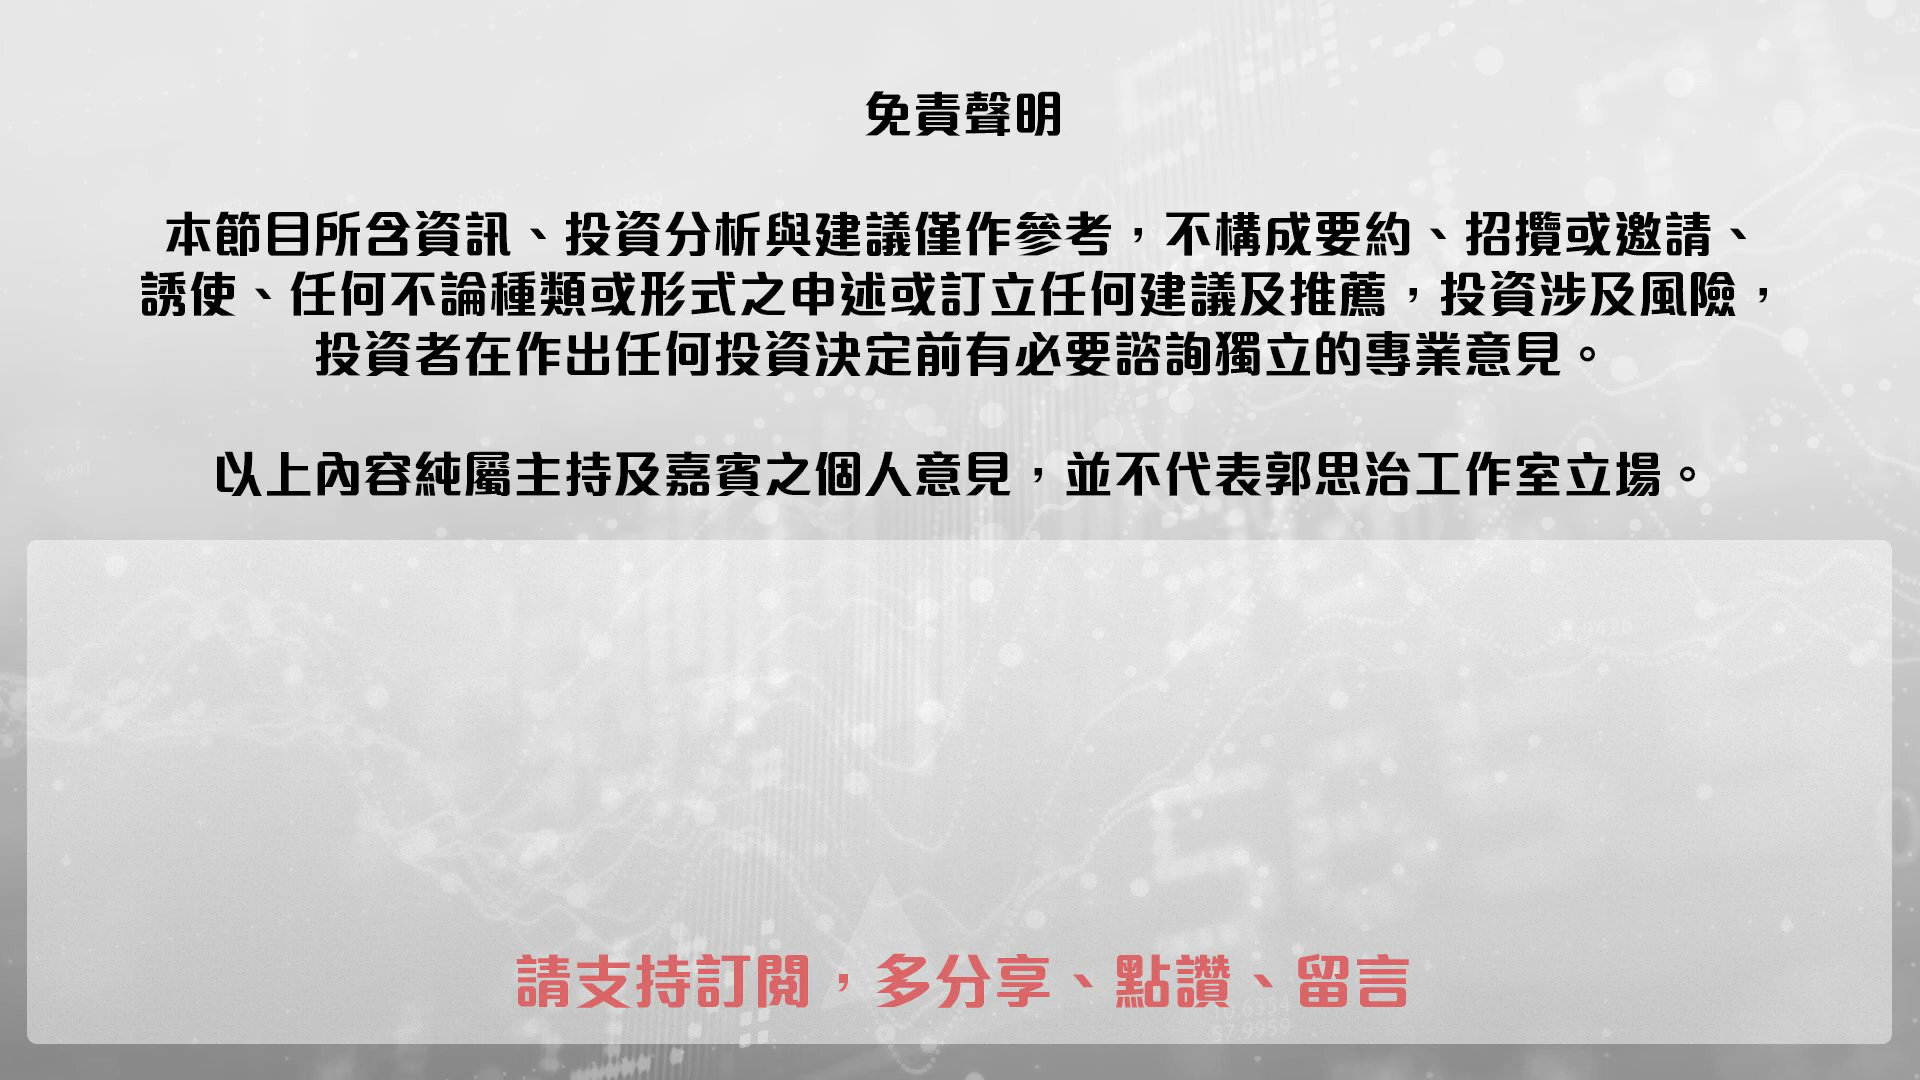 免責聲明
本節目所含資訊、投資分析與建議僅作參考，不構成要約、招攬或邀請、
誘使、任何不論種類或形式之申述或訂立任何建議及推薦，投資涉及風險，
投資者在作出任何投資決定前有必要諮詢獨立的專業意見。
以上內容純屬主持及嘉賓之個人意見，並不代表郭思治工作室立場。
請支持訂閱，多分享、點讚、留言